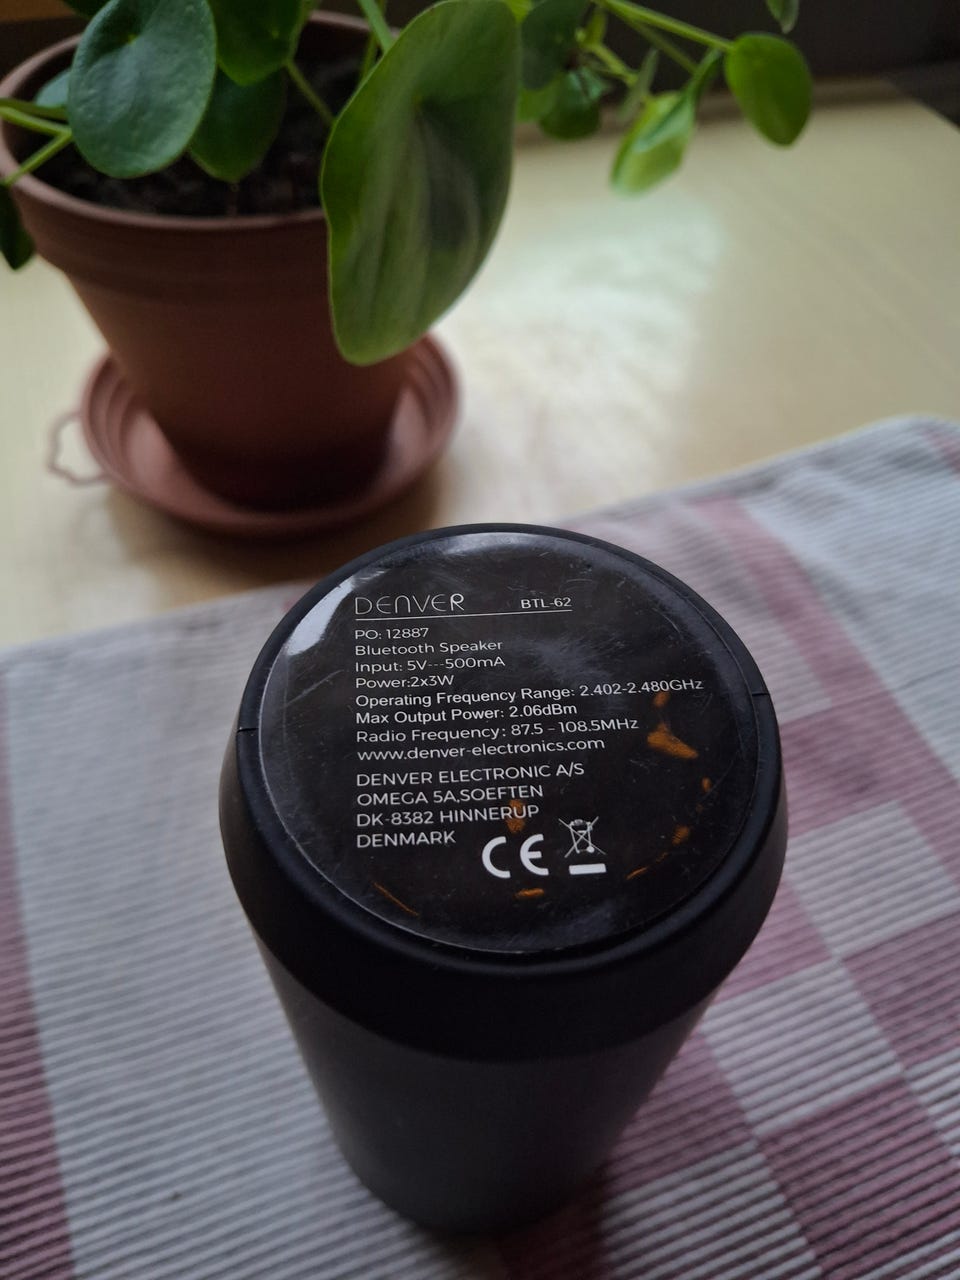 DENVER BTL-62
PO: 12887
Bluetooth Speaker
Input: 5V---500mA
Power:2x3W
Operating Frequency Range: 2.402-2.480GHz
Max Output Power: 2.06dBm
Radio Frequency: 87.5 - 108.5MHz
www.denver-electronics.com
DENVER ELECTRONIC A/S
OMEGA 5A,SOEFTEN
DK-8382 HINNERUP
DENMARK
CE